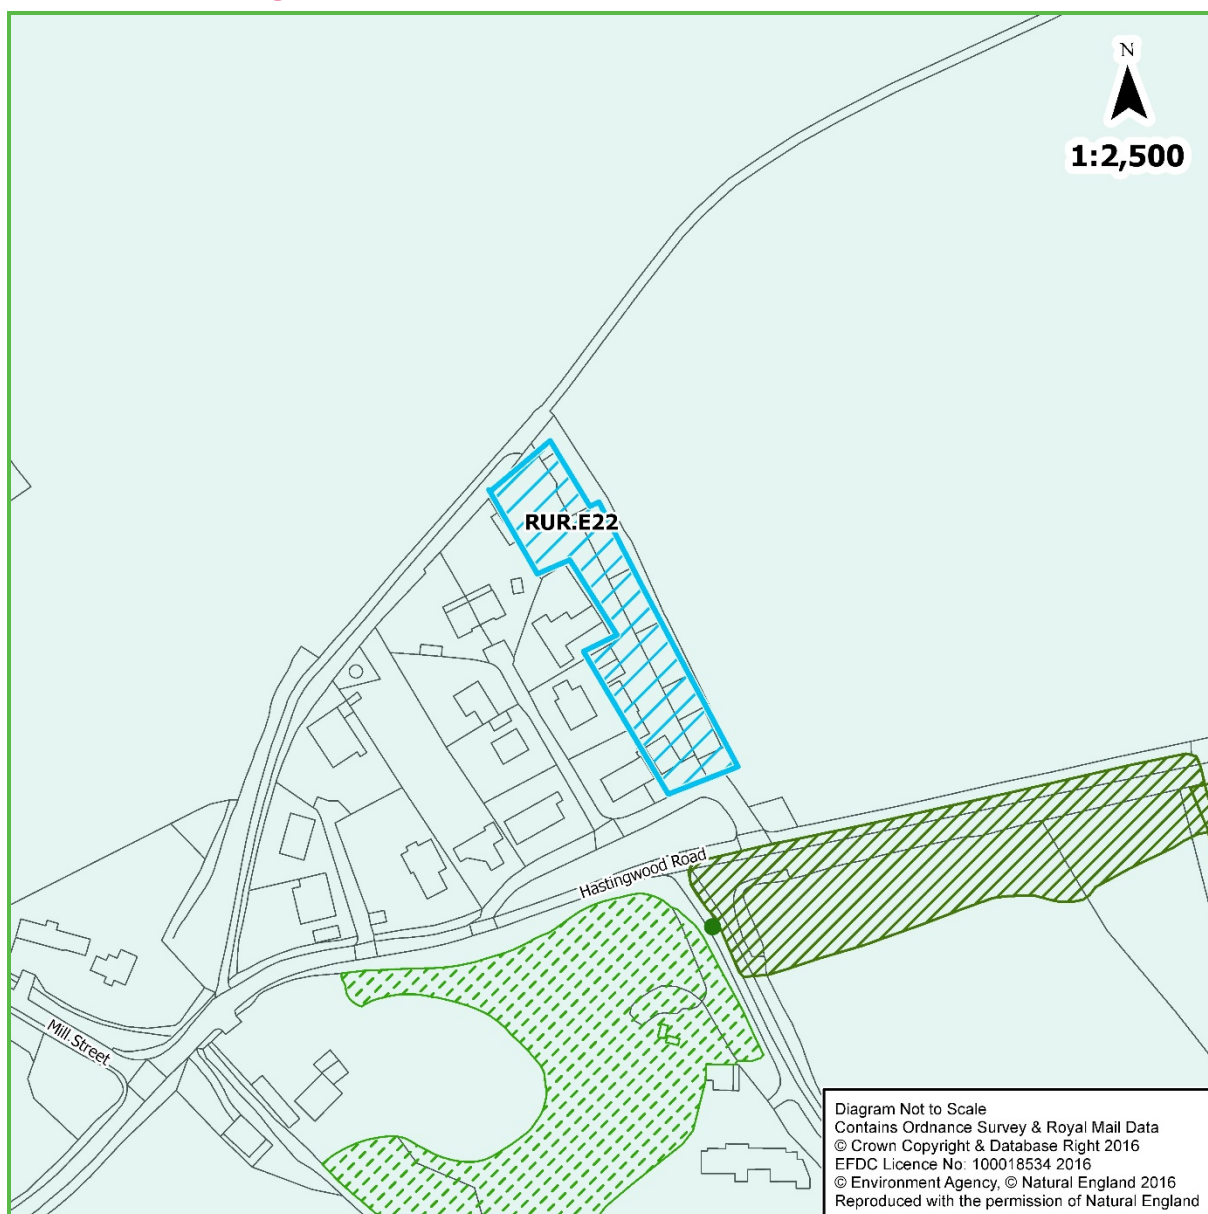 N
1:2,500
RUR.E22
Hastingwood Road
Mill Street
Diagram Not to Scale
Contains Ordnance Survey & Royal Mail Data
© Crown Copyright & Database Right 2016
EFDC Licence No: 100018534 2016
© Environment Agency, © Natural England 2016
Reproduced with the permission of Natural England